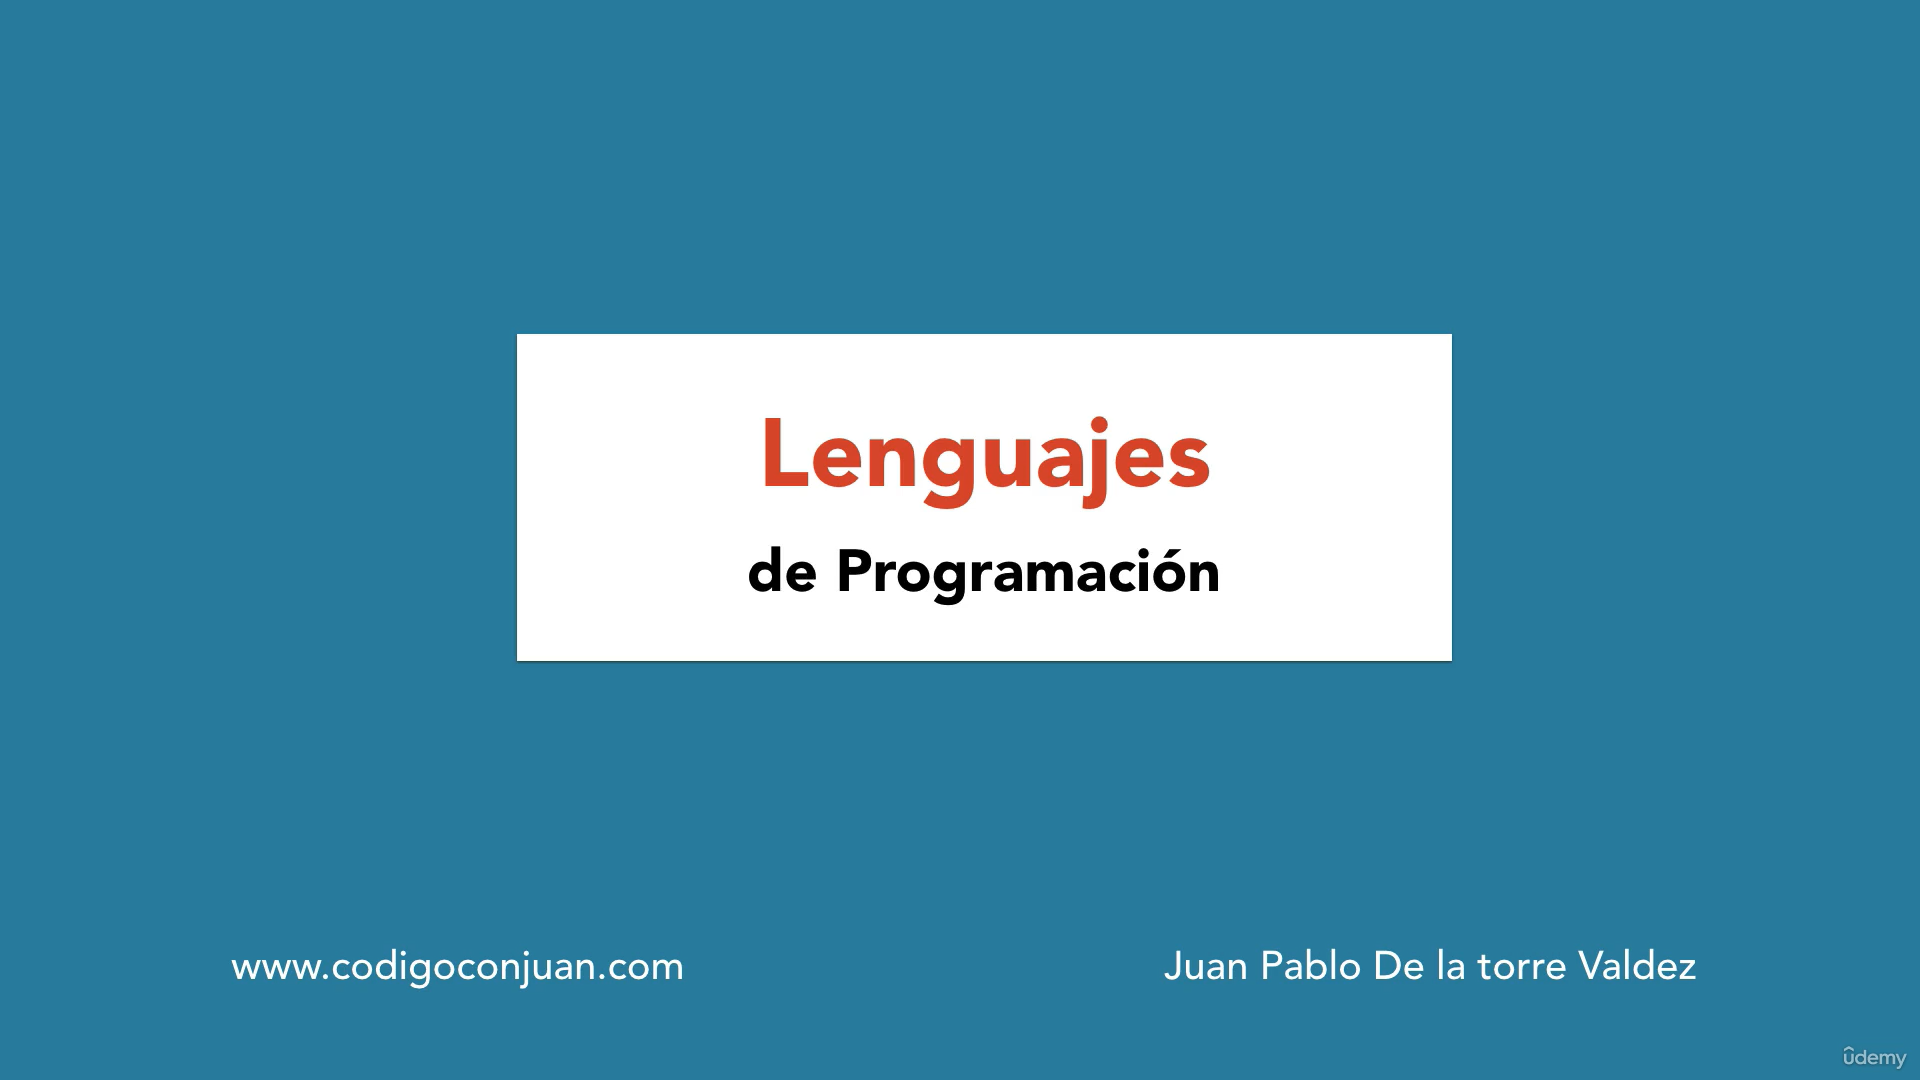 Lenguajes
de Programación
www.codigoconjuan.com
Juan Pablo De la torre Valdez
udemy